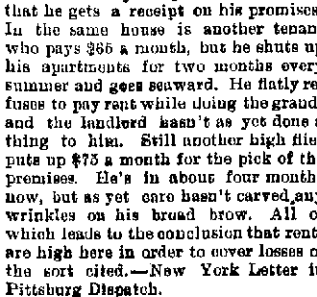 that he gets a receipt on his promises
In the same house is another tenan
who pays $65 a month, but he shuts u
his apartments for two months ever
summer and goes seaward. He flatly re
fuses to pay rent while doing the grand
and the landlord hasn't as yet done a
thing to him. Still another high flie
puts up $75 a month for the pick of th
premises. He's in about four month
now, but as yet care hasn't carved any
wrinkles on his broad brow. All o
which leads to the conclusion that rent
are high here in order to cover losses o
the sort cited.—New York Letter i
Pittsburg Dispatch.